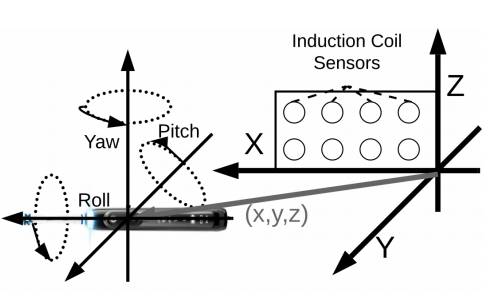 Induction Coil
Sensors
Z
X
Yaw
Pitch
Roll
(x,y,z)
Y